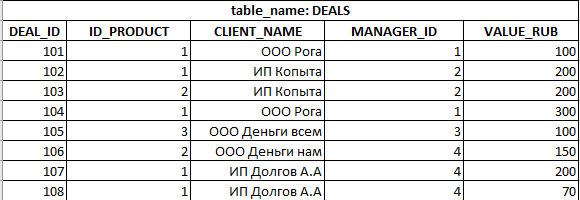 table_name: DEALS
DEAL_ID ID_PRODUCT CLIENT_NAME MANAGER_ID VALUE_RUB
101 1 ООО Рога 1 100
102 1 ИП Копыта 2 200
103 2 ИП Копыта 2 200
104 1 ООО Рога 1 300
105 3 ООО Деньги всем 3 100
106 2 ООО Деньги нам 4 150
107 1 ИП Долгов А.А 4 200
108 1 ИП Долгов А.А 4 70